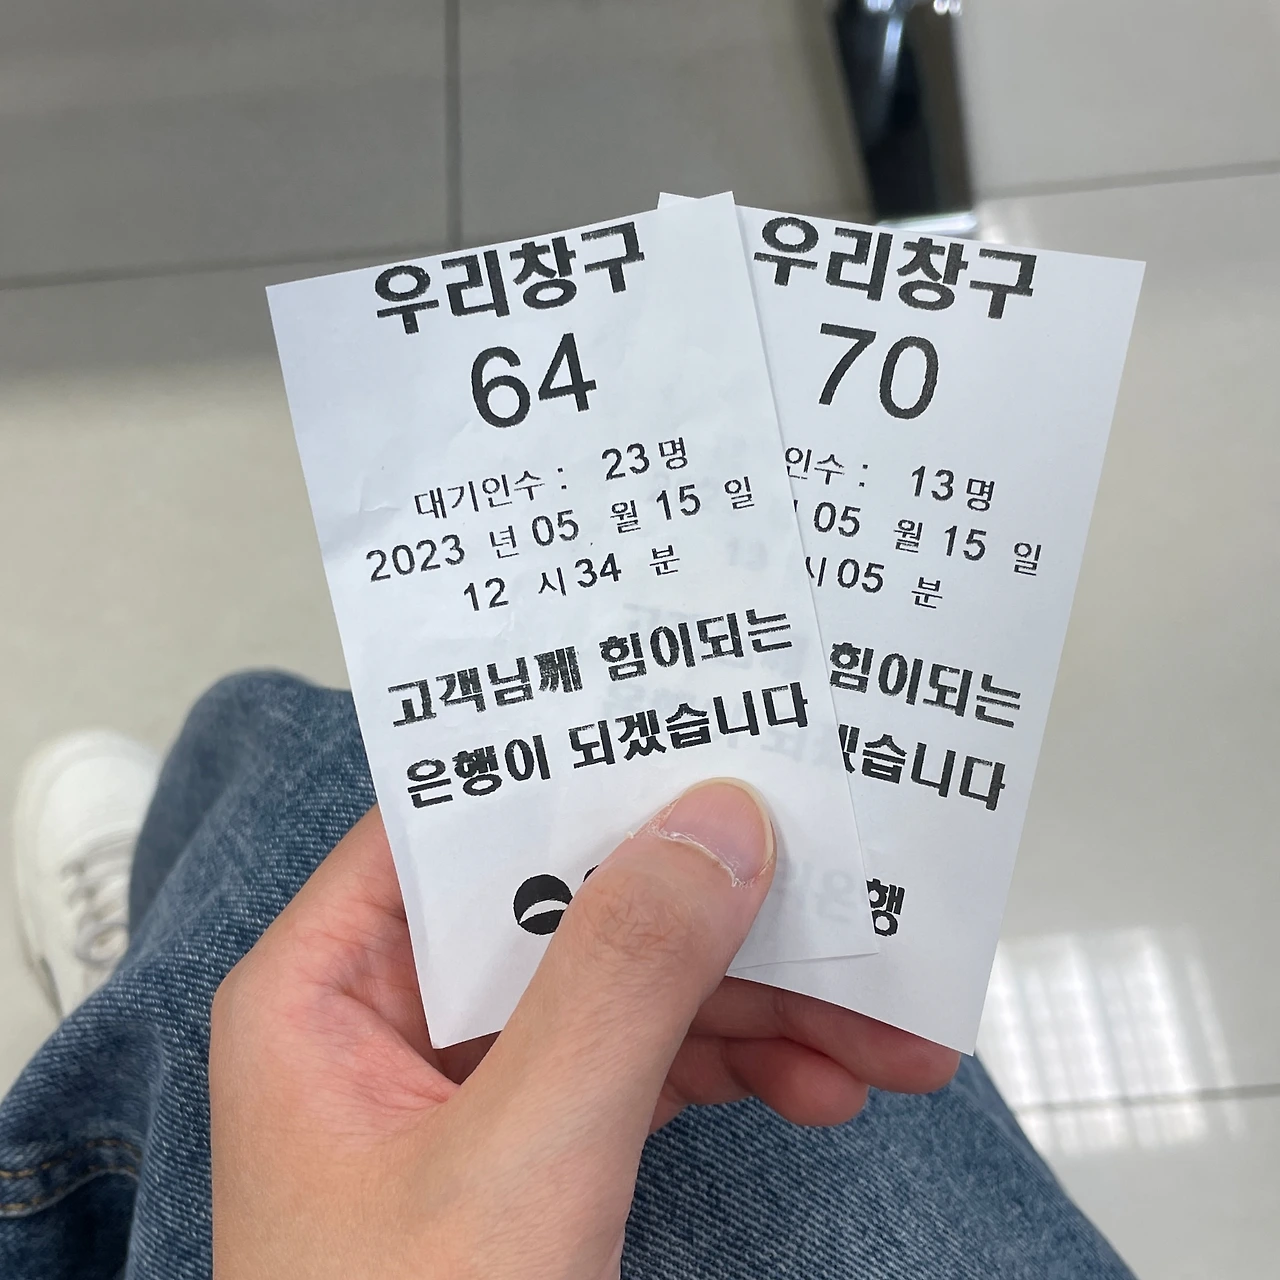 우리창구
64
대기인수 : 23 명
2023 년 05 월 15 일
12 시 34 분
고객님께 힘이되는
은행이 되겠습니다
우리창구
70
인수 : 13 명
05 월 15 일
시 05 분
힘이되는
습니다
행